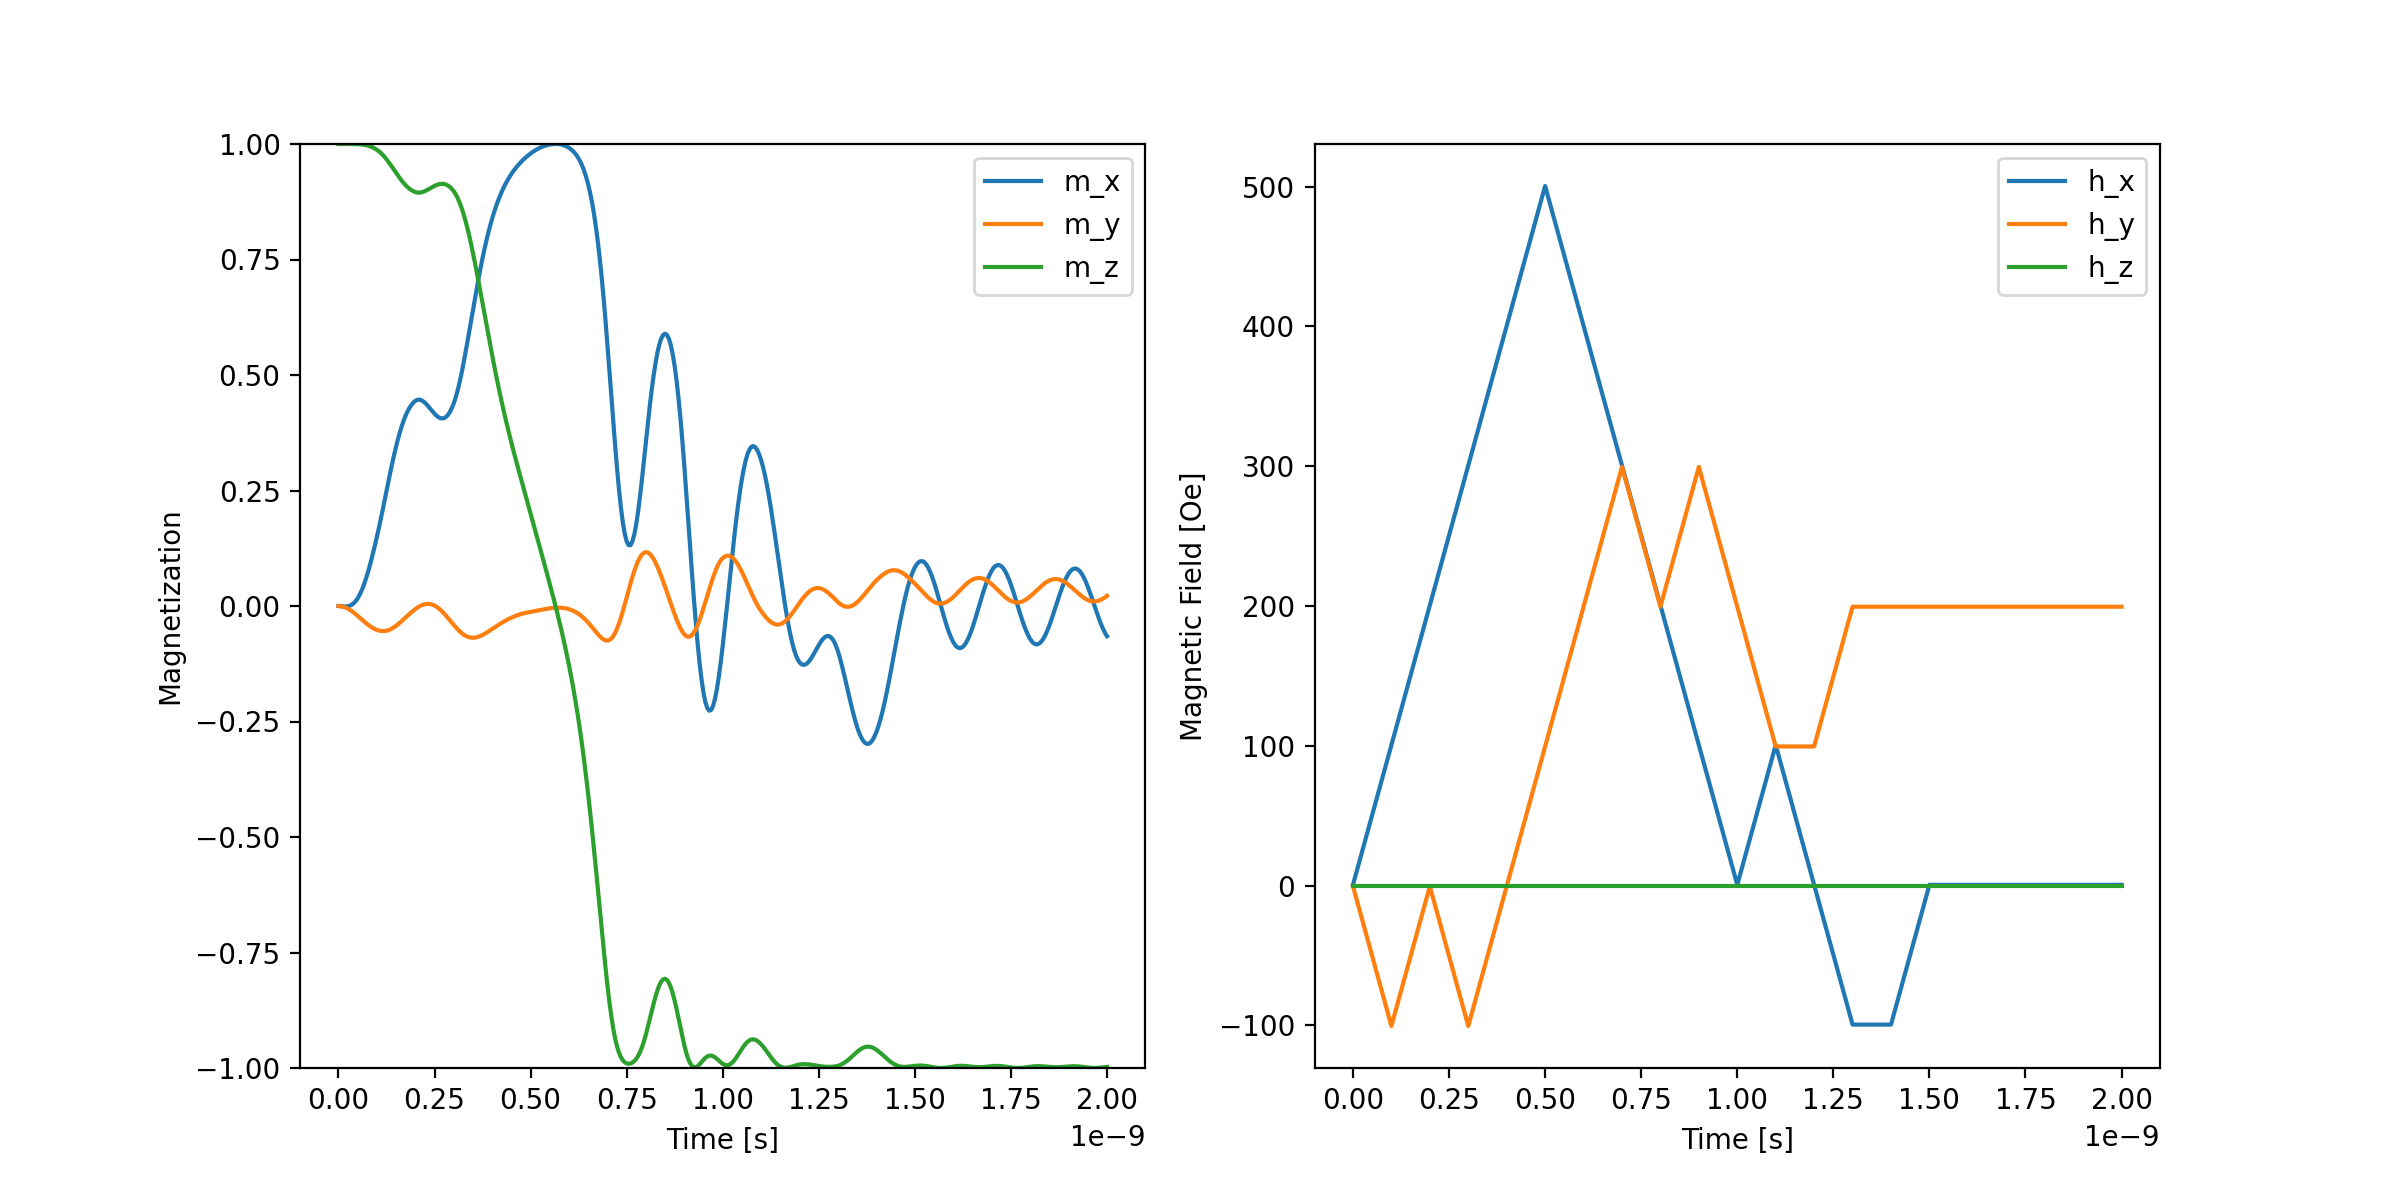 Magnetization
1.00
0.75
0.50
0.25
0.00
−0.25
−0.50
−0.75
−1.00
m_x
m_y
m_z
0.00 0.25 0.50 0.75 1.00 1.25 1.50 1.75 2.00
Time [s]
1e−9
Magnetic Field [Oe]
500
400
300
200
100
0
−100
h_x
h_y
h_z
0.00 0.25 0.50 0.75 1.00 1.25 1.50 1.75 2.00
Time [s]
1e−9